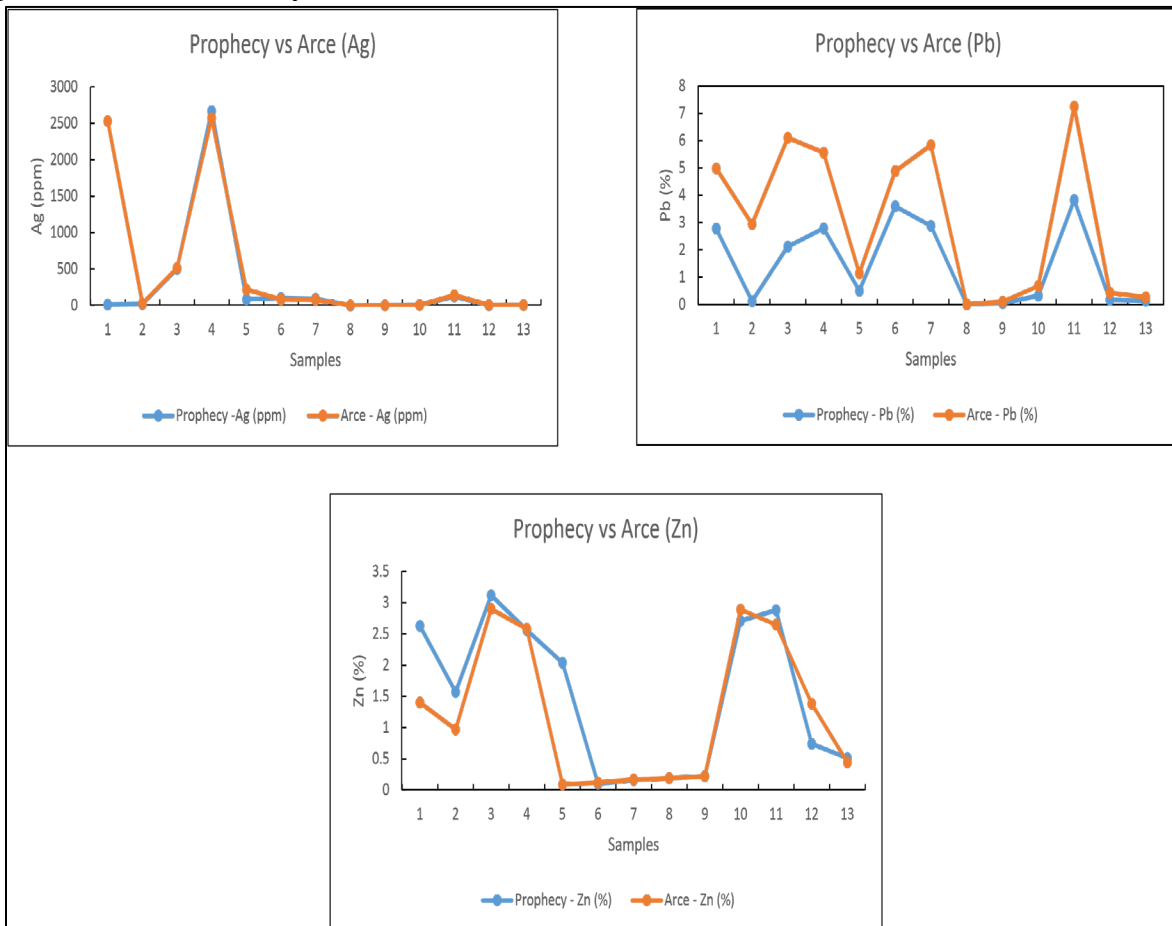 Prophecy vs Arce (Ag)
3000
2500
2000
1500
1000
500
0
Ag (ppm)
1 2 3 4 5 6 7 8 9 10 11 12 13
Samples
Prophecy -Ag (ppm) Arce - Ag (ppm)
Prophecy vs Arce (Pb)
8
7
6
5
4
3
2
1
0
Pb (%)
1 2 3 4 5 6 7 8 9 10 11 12 13
Samples
Prophecy - Pb (%) Arce - Pb (%)
Prophecy vs Arce (Zn)
3.5
3
2.5
2
1.5
1
0.5
0
Zn (%)
1 2 3 4 5 6 7 8 9 10 11 12 13
Samples
Prophecy - Zn (%) Arce - Zn (%)